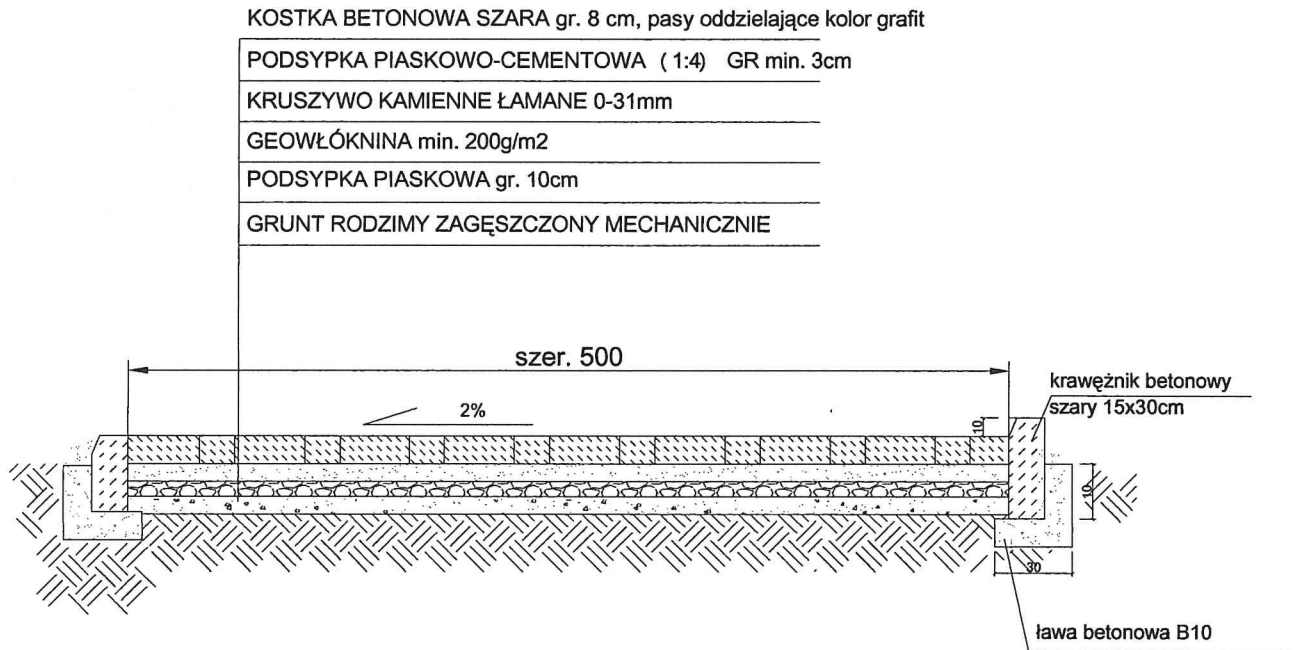 KOSTKA BETONOWA SZARA gr. 8 cm, pasy oddzielające kolor grafit
PODSYPKA PIASKOWO-CEMENTOWA ( 1:4) GR min. 3cm
KRUSZYWO KAMIENNE ŁAMANE 0-31mm
GEOWŁÓKNINA min. 200g/m2
PODSYPKA PIASKOWA gr. 10cm
GRUNT RODZIMY ZAGĘSZCZONY MECHANICZNIE
szer. 500
krawężnik betonowy
szary 15x30cm
2%
10
10
30
ława betonowa B10